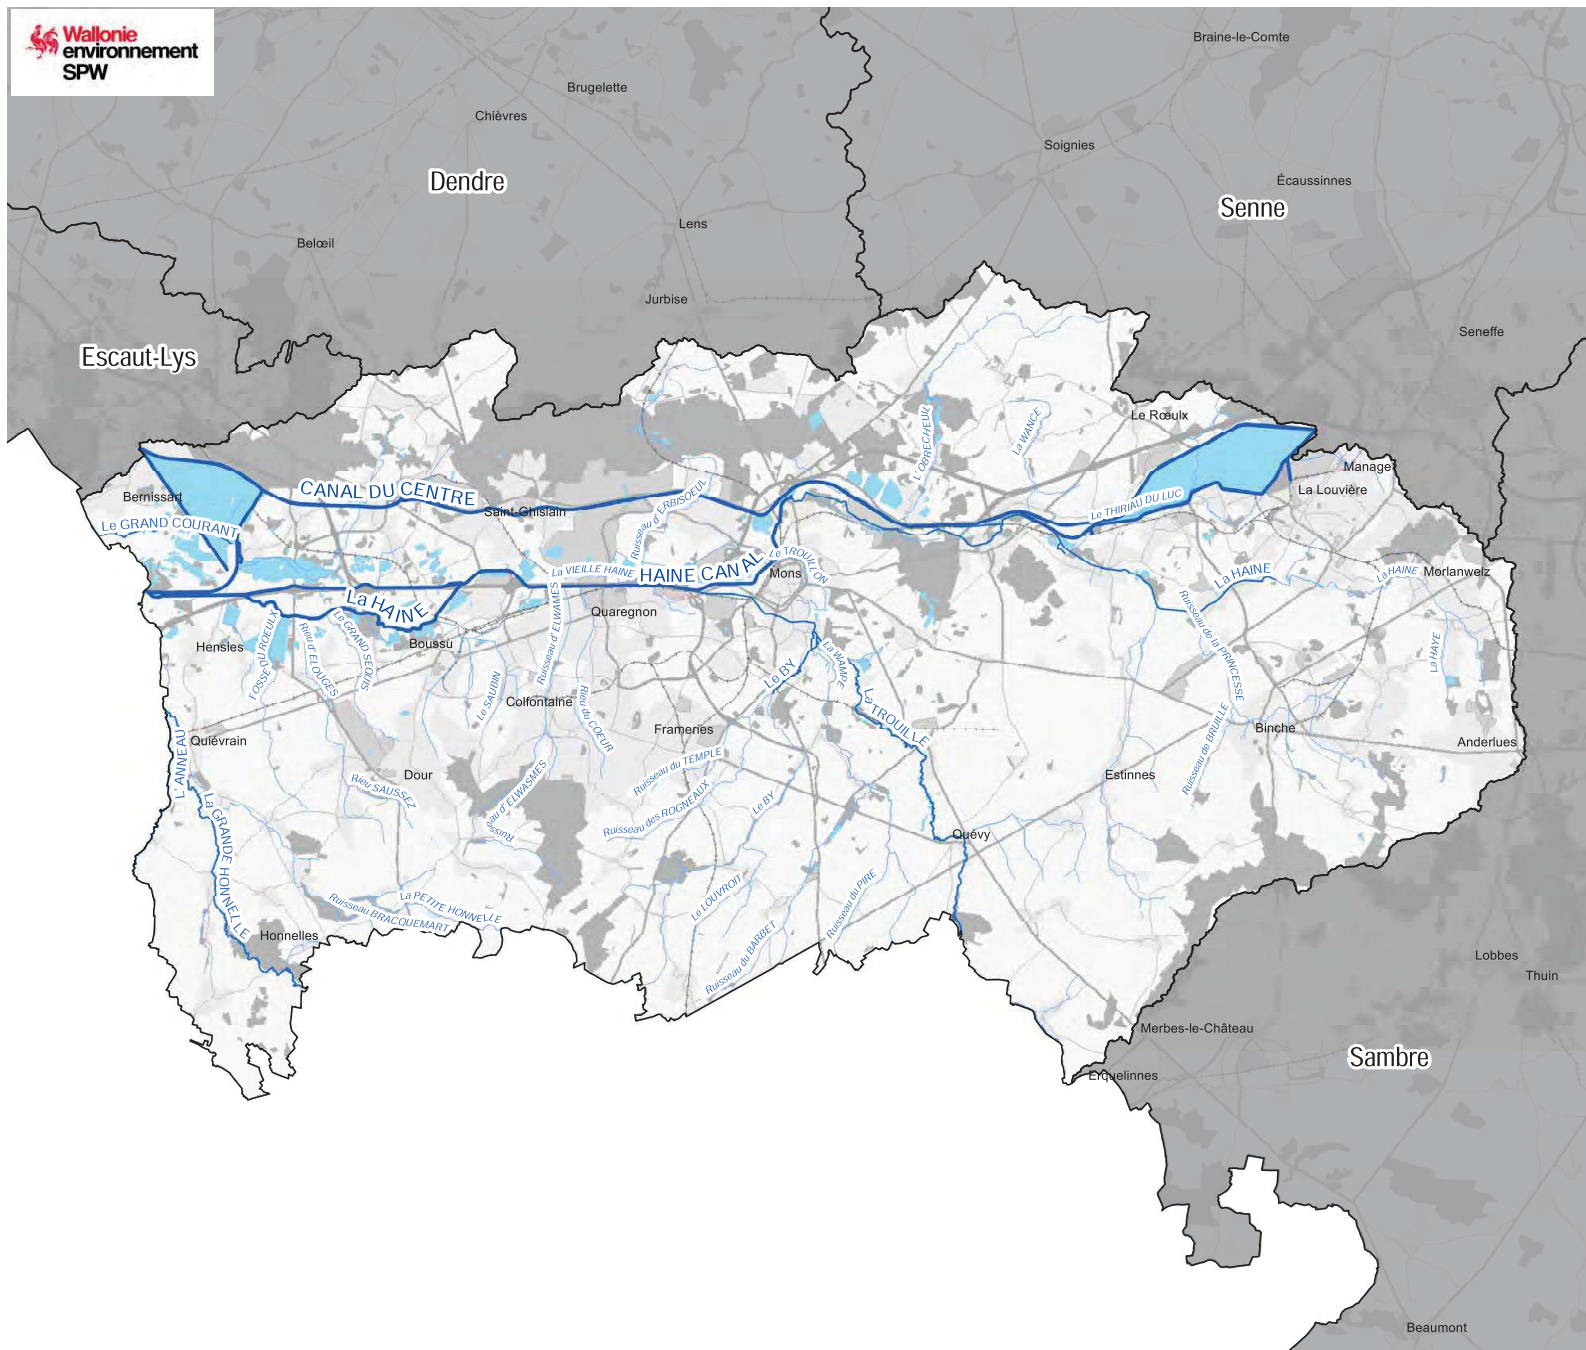 Wallonie
environnement
SPW
Braine-le-Comte
Brugelette
Chièvres
Soignies
Dendre
Écaussinnes
Senne
Lens
Belœil
Jurbise
Seneffe
Escaut-Lys
Le Rœulx
L'OBRECHEUIL
La WANCE
Manage
Bernissart
CANAL DU CENTRE
La Louvière
Le THIRIAU DU LUC
Saint-Ghislain
Ruisseau d' ERBISOEUL
Le GRAND COURANT
Le TROUILLON
La VIEILLE HAINE
HAINE CANAL
Mons
La HAINE
La HAINE
Morlanwelz
La HAINE
Quaregnon
Hensies
Boussu
FOSSE DU ROEULX
Rieu d' ELOUGES
Le GRAND SEQUIS
Ruisseau d' ELWAMES
Le BY
La WAMPE
Ruisseau de la PRINCESSE
La HAYE
Le SAUBIN
Colfontaine
Rieu du COEUR
La TROUILLE
Frameries
Binche
Quiévrain
Anderlues
L'ANNEAU
Ruisseau du TEMPLE
Ruisseau de BRUILLE
Dour
Estinnes
Rieu SAUSSEZ
Ruisseau d' ELWASMES
Ruisseau des ROGNEAUX
Le BY
Quévy
La GRANDE HONNELLE
La PETITE HONNELLE
Ruisseau BRACQUEMART
Le LOUVROIT
Ruisseau du PIRE
Honnelles
Ruisseau du BARBET
Lobbes
Thuin
Merbes-le-Château
Sambre
Erquelinnes
Beaumont